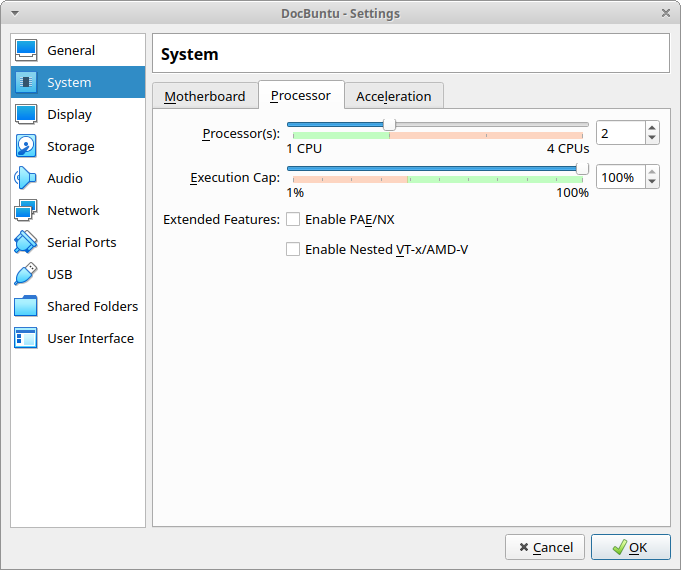 DocBuntu - Settings
General
System
Display
Storage
Audio
Network
Serial Ports
USB
Shared Folders
User Interface
System
Motherboard Processor Acceleration
Processor(s): 2
1 CPU 4 CPUs
Execution Cap: 100%
1% 100%
Extended Features: Enable PAE/NX
Enable Nested VT-x/AMD-V
Cancel OK